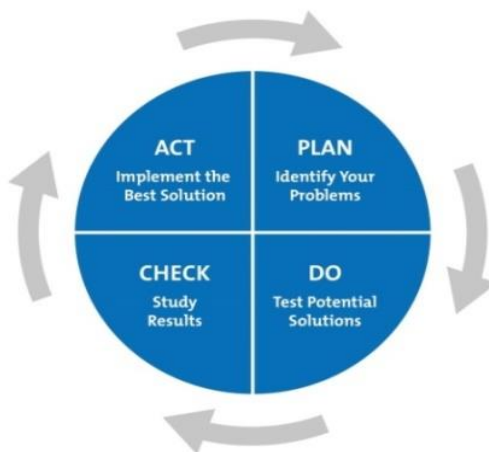 ACT
Implement the
Best Solution
PLAN
Identify Your
Problems
CHECK
Study
Results
DO
Test Potential
Solutions